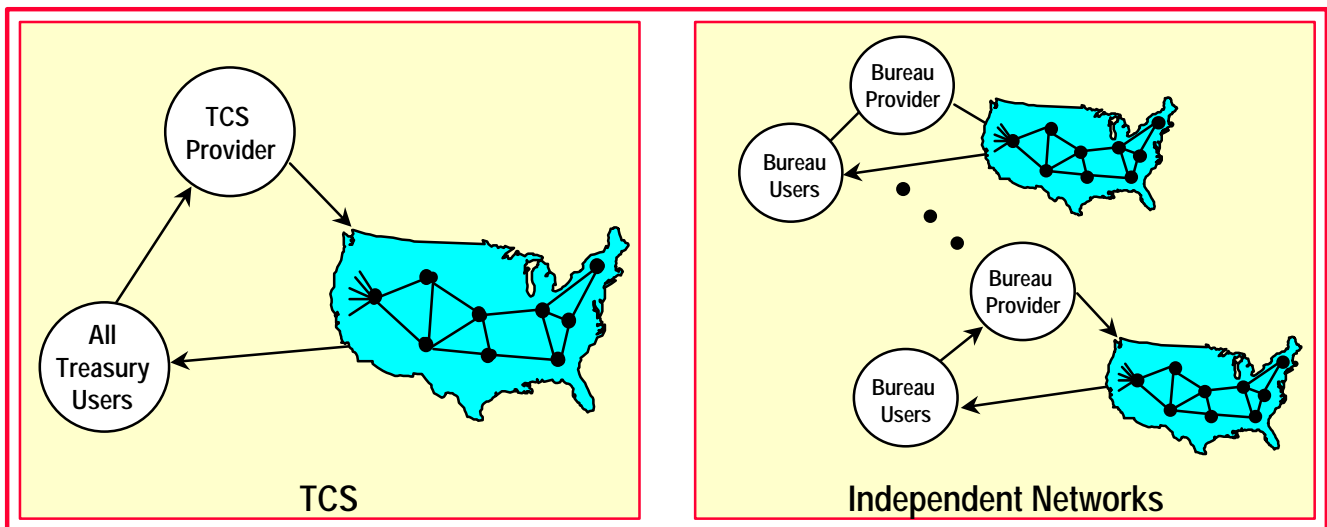 TCS
Provider
All
Treasury
Users
TCS
Bureau
Provider
Bureau
Users
Bureau
Provider
Bureau
Users
Independent Networks